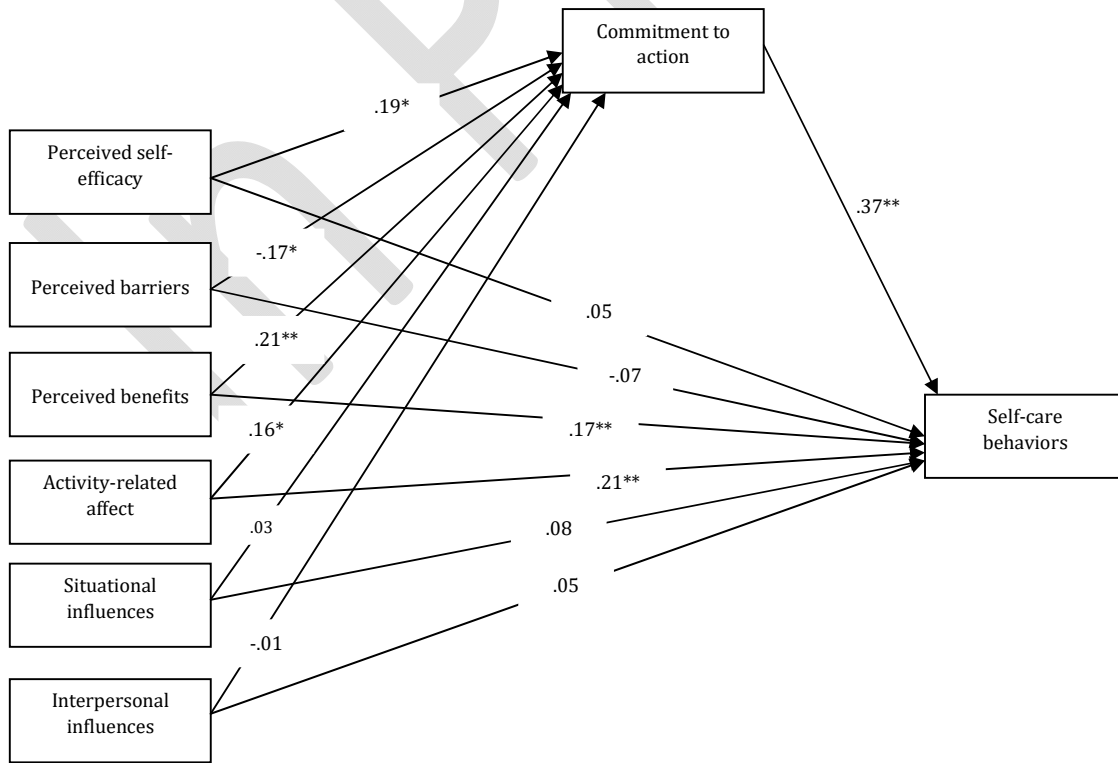 Commitment to
action
.19*
Perceived self-
efficacy
.37**
-.17*
Perceived barriers
.05
.21**
-.07
Perceived benefits
.17**
.16*
Self-care
behaviors
.21**
Activity-related
affect
.03
.08
Situational
influences
.05
-.01
Interpersonal
influences